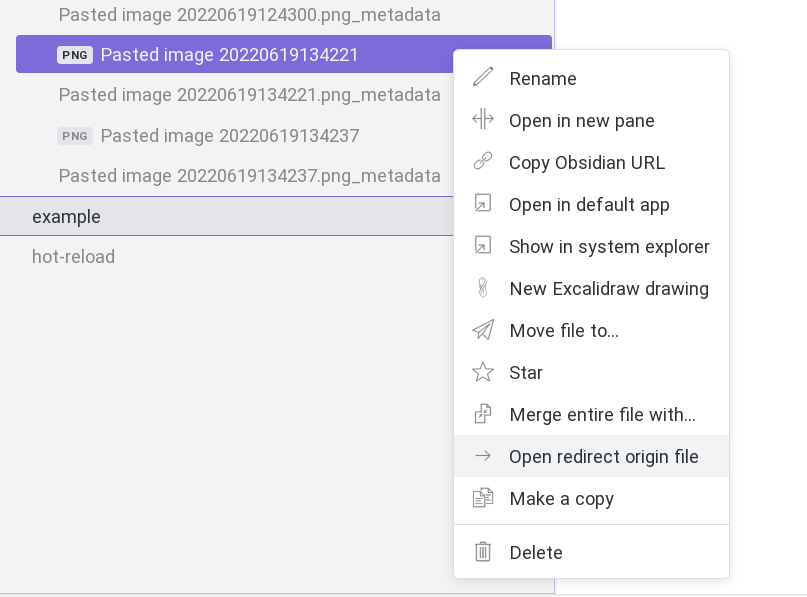 Pasted image 20220619124300.png_metadata
PNG Pasted image 20220619134221
Pasted image 20220619134221.png_metadata
PNG Pasted image 20220619134237
Pasted image 20220619134237.png_metadata
example
hot-reload
Rename
Open in new pane
Copy Obsidian URL
Open in default app
Show in system explorer
New Excalidraw drawing
Move file to...
Star
Merge entire file with...
Open redirect origin file
Make a copy
Delete